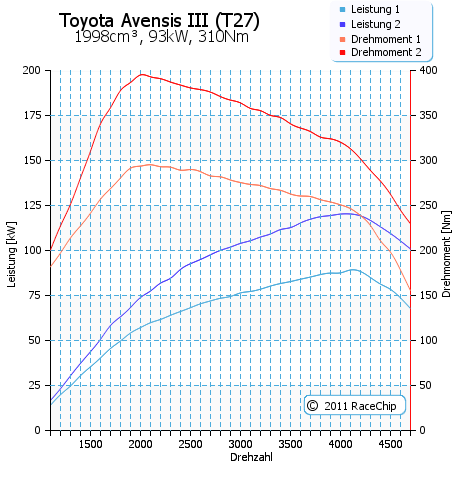 Toyota Avensis III (T27)
1998cm³, 93kW, 310Nm
Leistung 1
Leistung 2
Drehmoment 1
Drehmoment 2
200
175
150
125
100
75
50
25
0
Leistung [kW]
400
350
300
250
200
150
100
50
0
Drehmoment [Nm]
1500
2000
2500
3000
3500
4000
4500
Drehzahl
© 2011 RaceChip